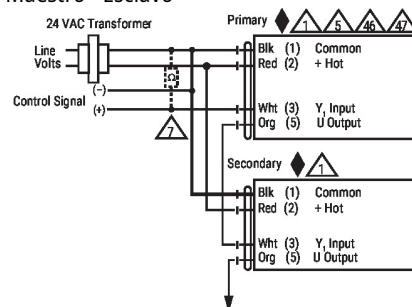 Maestro - Esclavo
24 VAC Transformer
Primary 1 5 46 47
Line
Volts
Blk (1) Common
Red (2) + Hot
Ω
Control Signal (–)
(+)
Wht (3) Y1 Input
Org (5) U Output
7
Secondary 1
Blk (1) Common
Red (2) + Hot
Wht (3) Y1 Input
Org (5) U Output